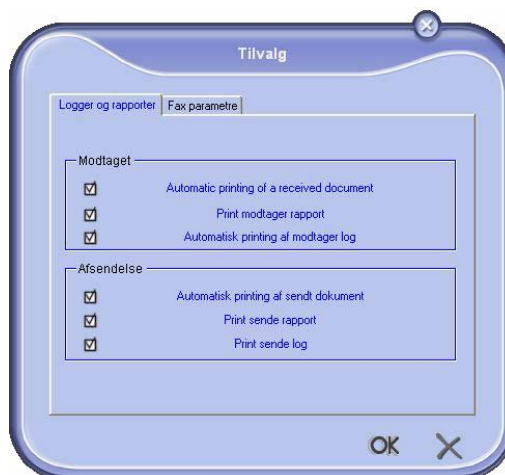 Tilvalg
Logger og rapporter
Fax parametre
Modtaget
Automatic printing of a received document
Print modtager rapport
Automatisk printing af modtager log
Afsendelse
Automatisk printing af sendt dokument
Print sende rapport
Print sende log
OK